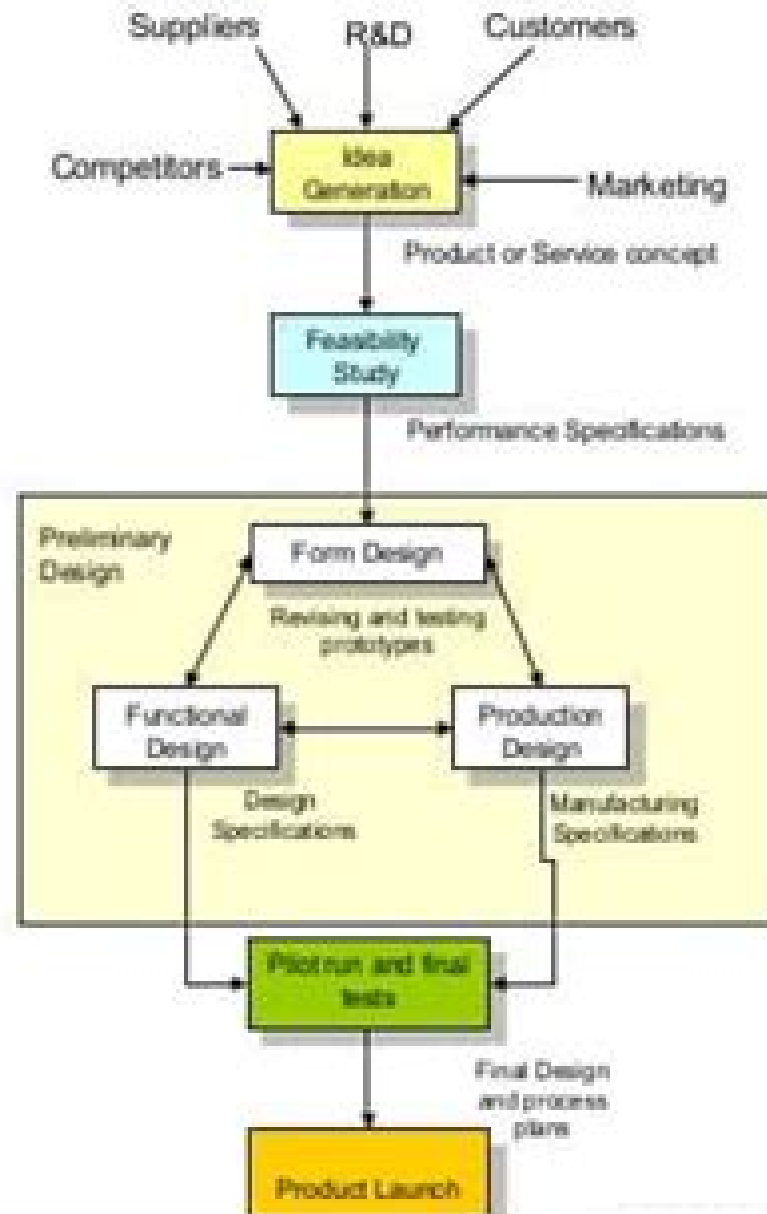 Suppliers
R&D
Customers
Competitors
Idea
Generation
Marketing
Product or Service concept
Feasibility
Study
Performance Specifications
Preliminary
Design
Form Design
Revising and testing
prototypes
Functional
Design
Production
Design
Design
Specifications
Manufacturing
Specifications
Pilot run and final
tests
Final Design
and process
plans
Product Launch